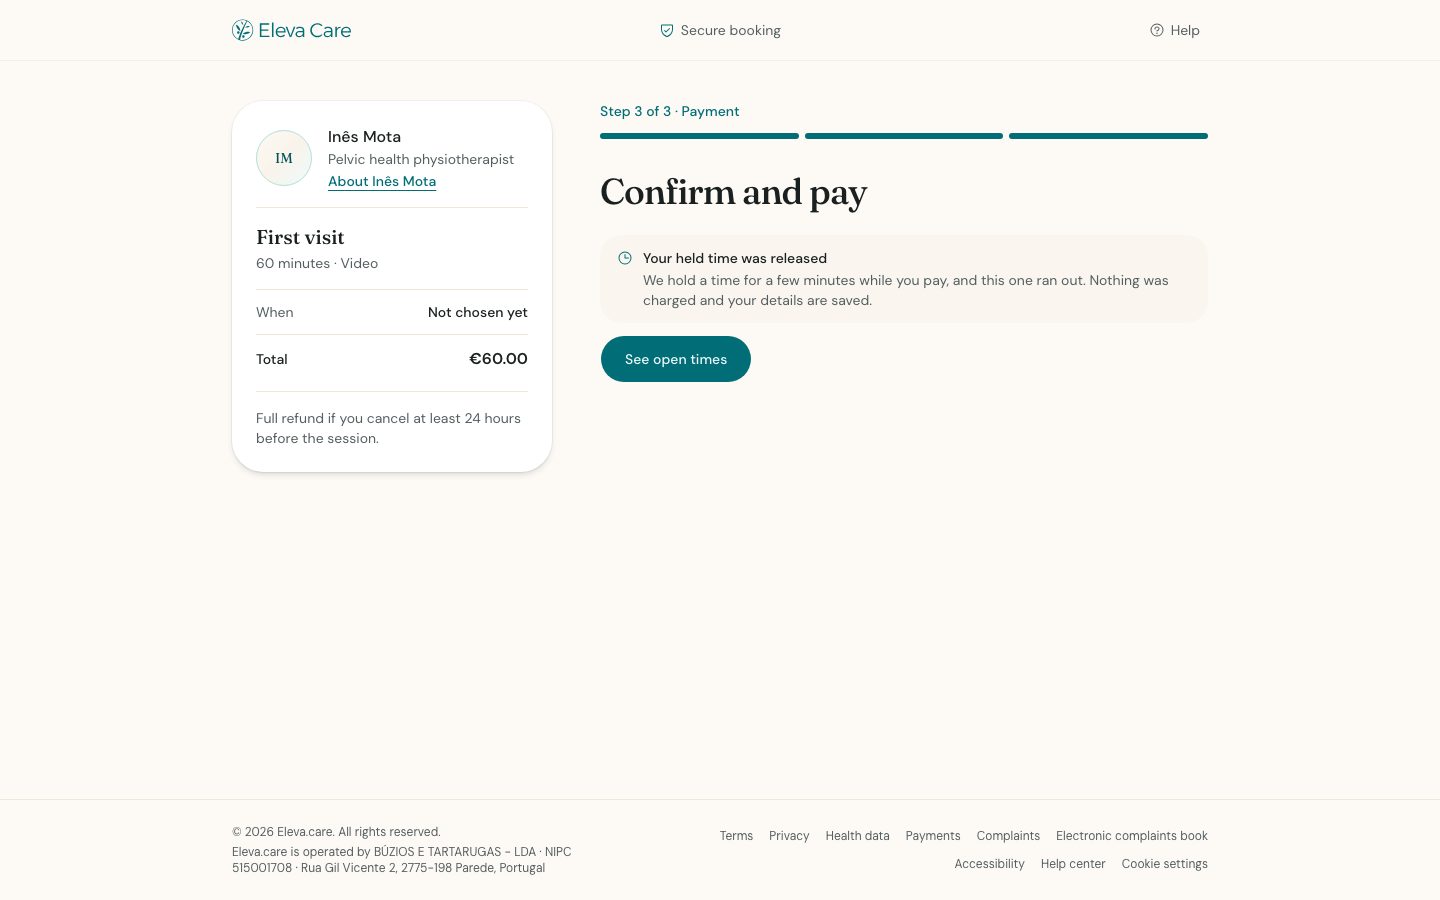 Eleva Care
Secure booking
Help
IM
Inês Mota
Pelvic health physiotherapist
About Inês Mota
First visit
60 minutes · Video
When
Not chosen yet
Total
€60.00
Full refund if you cancel at least 24 hours
before the session.
Step 3 of 3 · Payment
Confirm and pay
Your held time was released
We hold a time for a few minutes while you pay, and this one ran out. Nothing was
charged and your details are saved.
See open times
© 2026 Eleva.care. All rights reserved.
Eleva.care is operated by BÚZIOS E TARTARUGAS - LDA · NIPC
515001708 · Rua Gil Vicente 2, 2775-198 Parede, Portugal
Terms Privacy Health data Payments Complaints Electronic complaints book
Accessibility Help center Cookie settings